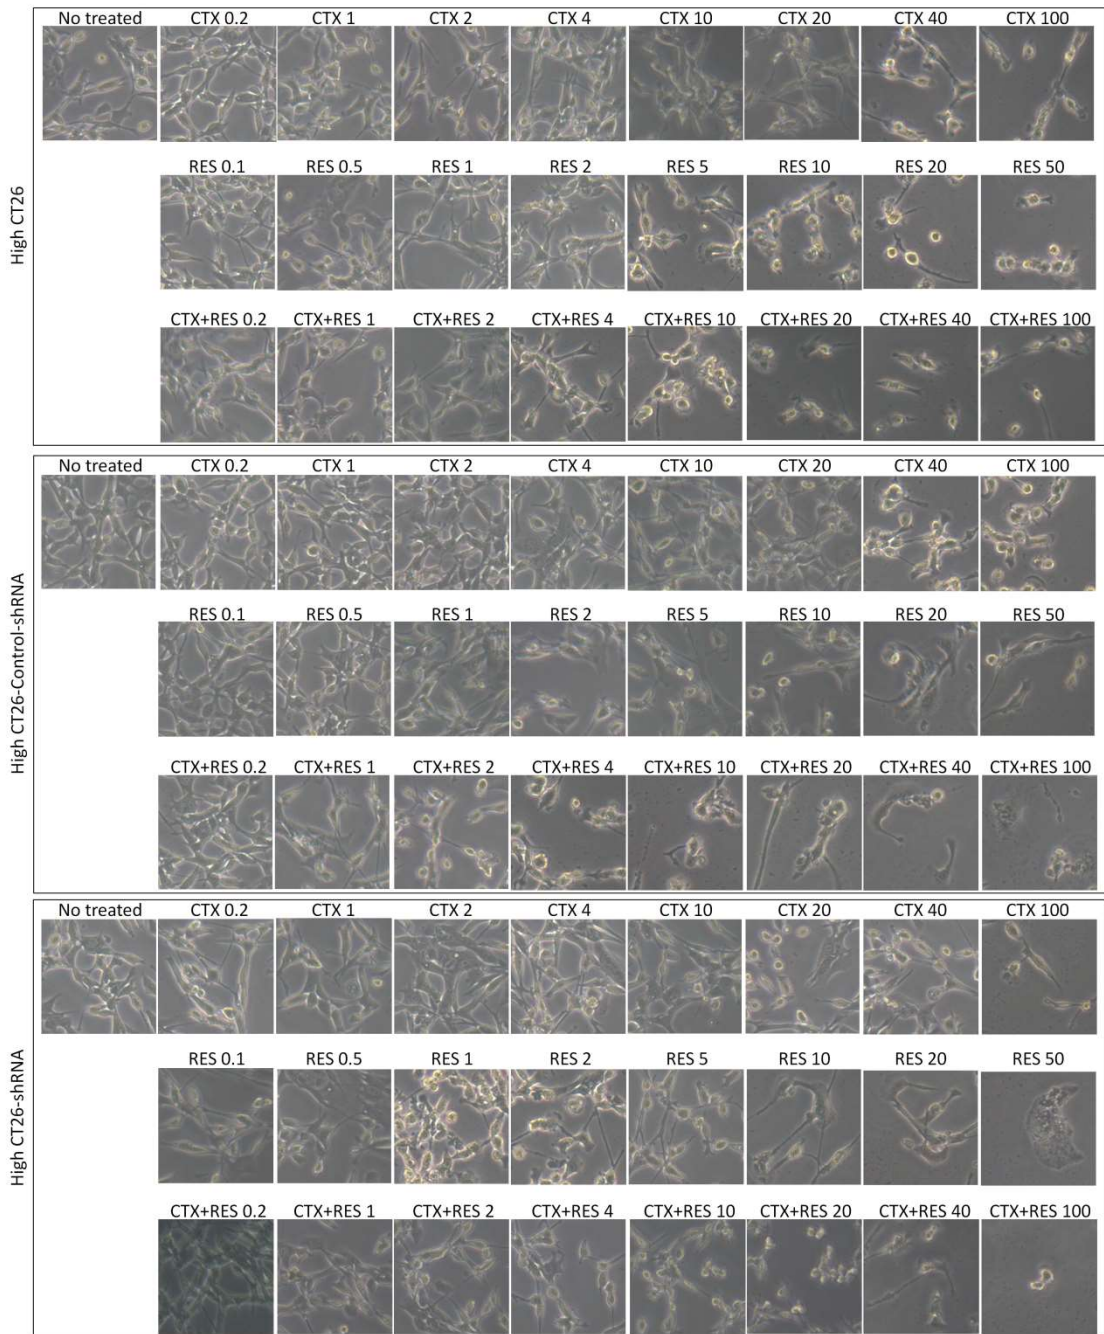 No treated CTX 0.2 CTX 1 CTX 2 CTX 4 CTX 10 CTX 20 CTX 40 CTX 100
High CT26
RES 0.1 RES 0.5 RES 1 RES 2 RES 5 RES 10 RES 20 RES 50
CTX+RES 0.2 CTX+RES 1 CTX+RES 2 CTX+RES 4 CTX+RES 10 CTX+RES 20 CTX+RES 40 CTX+RES 100
No treated CTX 0.2 CTX 1 CTX 2 CTX 4 CTX 10 CTX 20 CTX 40 CTX 100
High CT26-Control-shRNA
RES 0.1 RES 0.5 RES 1 RES 2 RES 5 RES 10 RES 20 RES 50
CTX+RES 0.2 CTX+RES 1 CTX+RES 2 CTX+RES 4 CTX+RES 10 CTX+RES 20 CTX+RES 40 CTX+RES 100
No treated CTX 0.2 CTX 1 CTX 2 CTX 4 CTX 10 CTX 20 CTX 40 CTX 100
High CT26-shRNA
RES 0.1 RES 0.5 RES 1 RES 2 RES 5 RES 10 RES 20 RES 50
CTX+RES 0.2 CTX+RES 1 CTX+RES 2 CTX+RES 4 CTX+RES 10 CTX+RES 20 CTX+RES 40 CTX+RES 100